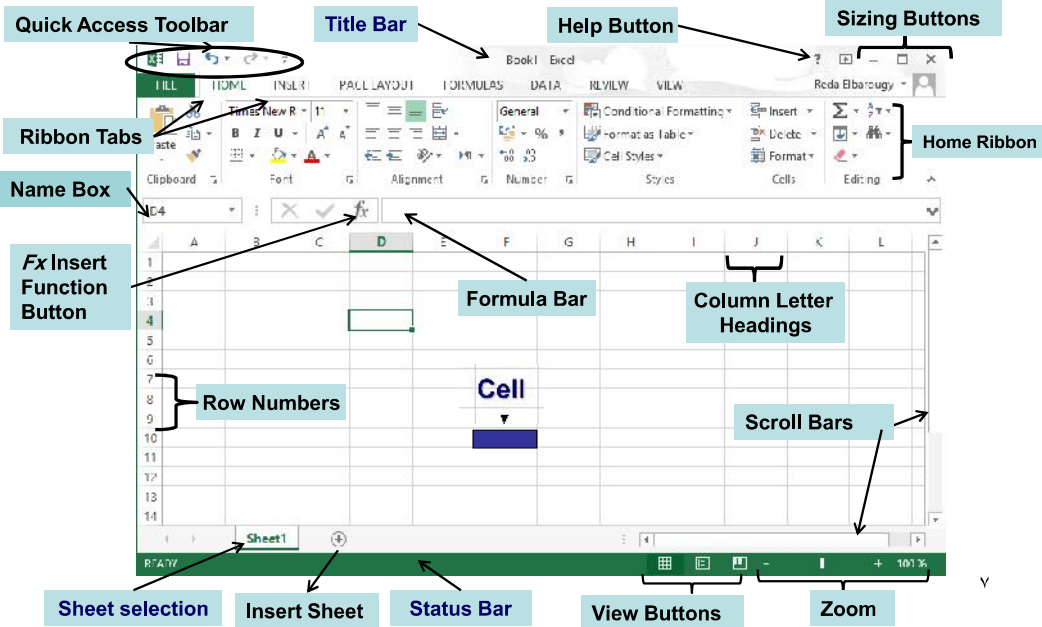 Quick Access Toolbar
Title Bar
Help Button
Sizing Buttons
Book1 Excel
?
FILE HOME INSERT PAGE LAYOUT FORMULAS DATA REVIEW VIEW
Reda Elbarougy
Ribbon Tabs
Times New R 11
General
Conditional Formatting
Insert
Paste
B I U
A A
%
Format as Table
Delete
A
Cell Styles
Format
Home Ribbon
Clipboard Font Alignment Number Styles Cells Editing
Name Box
D4
fx
A B C D E F G H I J K L
Fx Insert
Function
Button
Formula Bar
Column Letter
Headings
1
2
3
4
5
6
7
8
9
10
11
12
13
14
Cell
Row Numbers
Scroll Bars
Sheet1
READY
100 %
Sheet selection
Insert Sheet
Status Bar
View Buttons
Zoom
٧